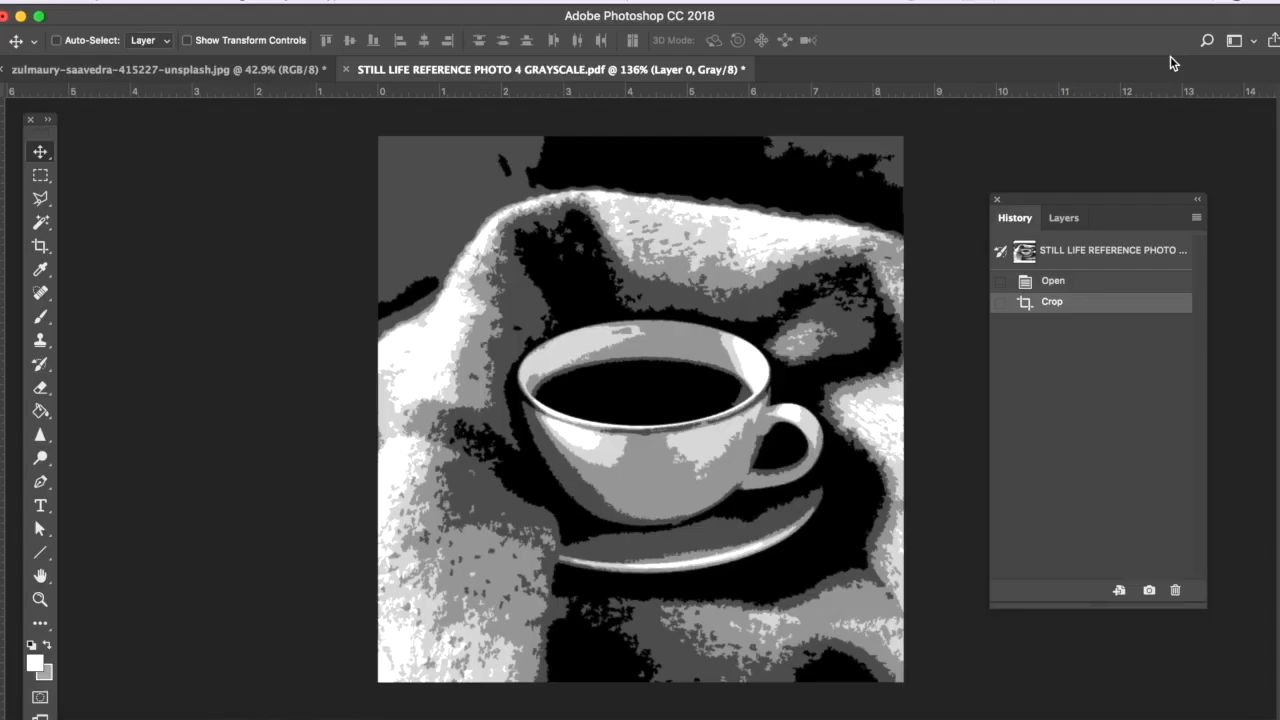 Adobe Photoshop CC 2018
Auto-Select: Layer Show Transform Controls 3D Mode:
zulmaury-saavedra-415227-unsplash.jpg @ 42.9% (RGB/8) * × STILL LIFE REFERENCE PHOTO 4 GRAYSCALE.pdf @ 136% (Layer 0, Gray/8) *
6 5 4 3 2 1 0 1 2 3 4 5 6 7 8 9 10 11 12 13 14
History Layers
STILL LIFE REFERENCE PHOTO ...
Open
Crop